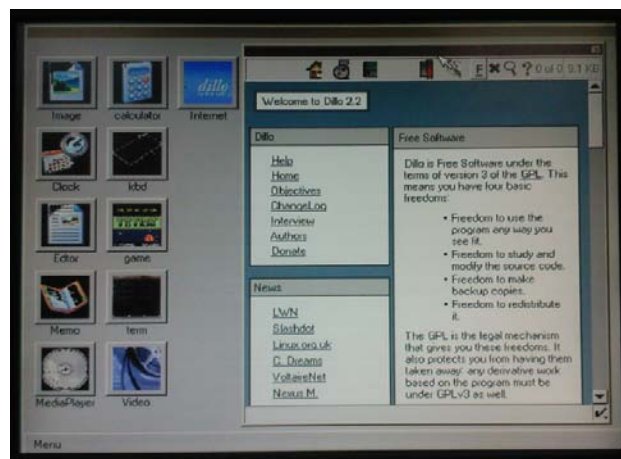 Image
calculator
dillo
Internet
Clock
kbd
Editor
game
Memo
term
MediaPlayer
Video
Menu
F
? 0 of 0 9.1 KB
Welcome to Dillo 2.2
Dillo
Help
Home
Objectives
ChangeLog
Interview
Authors
Donate
News
LWN
Slashdot
Linux.org.uk
C. Dreams
VoltaireNet
Nexus M.
Free Software
Dillo is Free Software under the
terms of version 3 of the GPL. This
means you have four basic
freedoms:
• Freedom to use the
program any way you
see fit.
• Freedom to study and
modify the source code.
• Freedom to make
backup copies.
• Freedom to redistribute
it.
The GPL is the legal mechanism
that gives you these freedoms. It
also protects you from having them
taken away: any derivative work
based on the program must be
under GPLv3 as well.